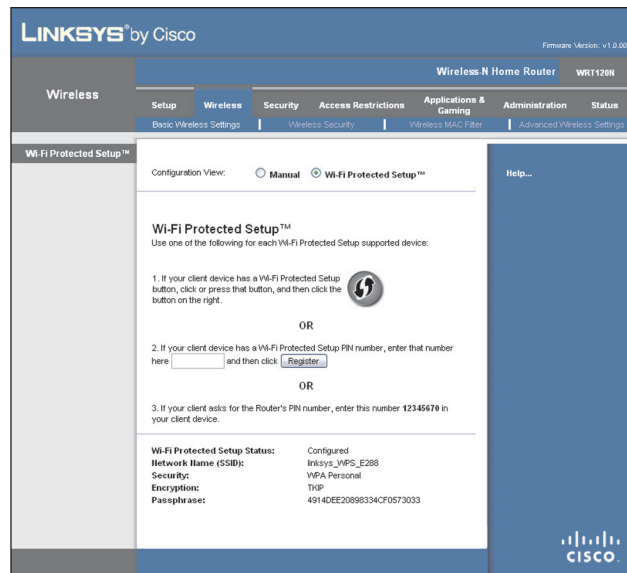 LINKSYS® by Cisco
Firmware Version: v1.0.00
Wireless-N Home Router WRT120N
Wireless
Setup Wireless Security Access Restrictions Applications & Gaming Administration Status
Basic Wireless Settings Wireless Security Wireless MAC Filter Advanced Wireless Settings
Wi-Fi Protected Setup™
Configuration View: Manual Wi-Fi Protected Setup™
Help...
Wi-Fi Protected Setup™
Use one of the following for each Wi-Fi Protected Setup supported device:
1. If your client device has a Wi-Fi Protected Setup
button, click or press that button, and then click the
button on the right.
OR
2. If your client device has a Wi-Fi Protected Setup PIN number, enter that number
here and then click Register
OR
3. If your client asks for the Router's PIN number, enter this number 12345670 in
your client device.
Wi-Fi Protected Setup Status: Configured
Network Name (SSID): linksys_WPS_E288
Security: WPA Personal
Encryption: TKIP
Passphrase: 4914DEE20898334CF0573033
CISCO.